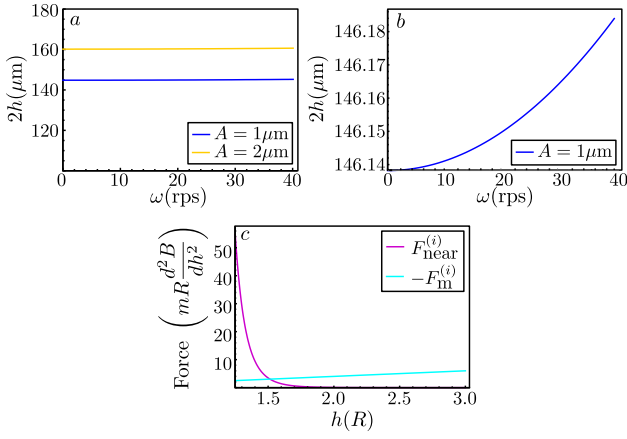 a
2h(μm)
180
160
140
120
0 10 20 30 40
ω(rps)
A = 1μm
A = 2μm
b
2h(μm)
146.18
146.17
146.16
146.15
146.14
0 10 20 30 40
ω(rps)
A = 1μm
c
Force (mR d²B/dh²)
50
40
30
20
10
1.5 2.0 2.5 3.0
h(R)
F_near^(i)
−F_m^(i)